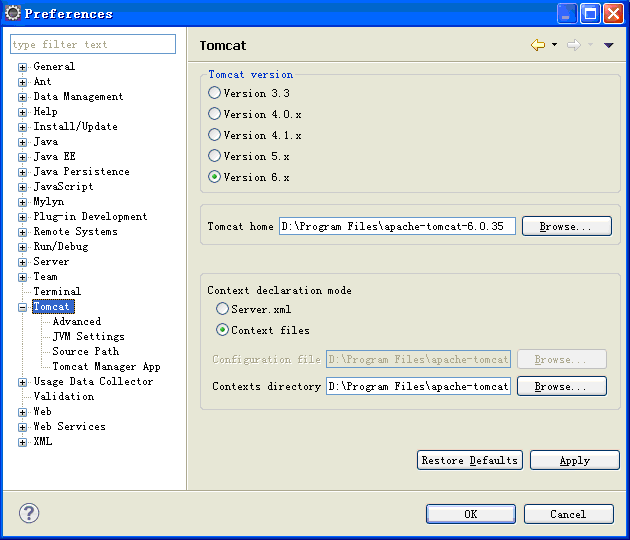 Preferences
type filter text
General
Ant
Data Management
Help
Install/Update
Java
Java EE
Java Persistence
JavaScript
Mylyn
Plug-in Development
Remote Systems
Run/Debug
Server
Team
Terminal
Tomcat
Advanced
JVM Settings
Source Path
Tomcat Manager App
Usage Data Collector
Validation
Web
Web Services
XML
Tomcat
Tomcat version
Version 3.3
Version 4.0.x
Version 4.1.x
Version 5.x
Version 6.x
Tomcat home D:\Program Files\apache-tomcat-6.0.35 Browse...
Context declaration mode
Server.xml
Context files
Configuration file D:\Program Files\apache-tomcat Browse...
Contexts directory D:\Program Files\apache-tomcat Browse...
Restore Defaults Apply
? OK Cancel